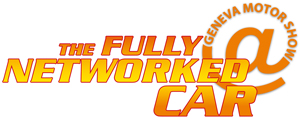 THE FULLY
NETWORKED
CAR
@
GENEVA MOTOR SHOW